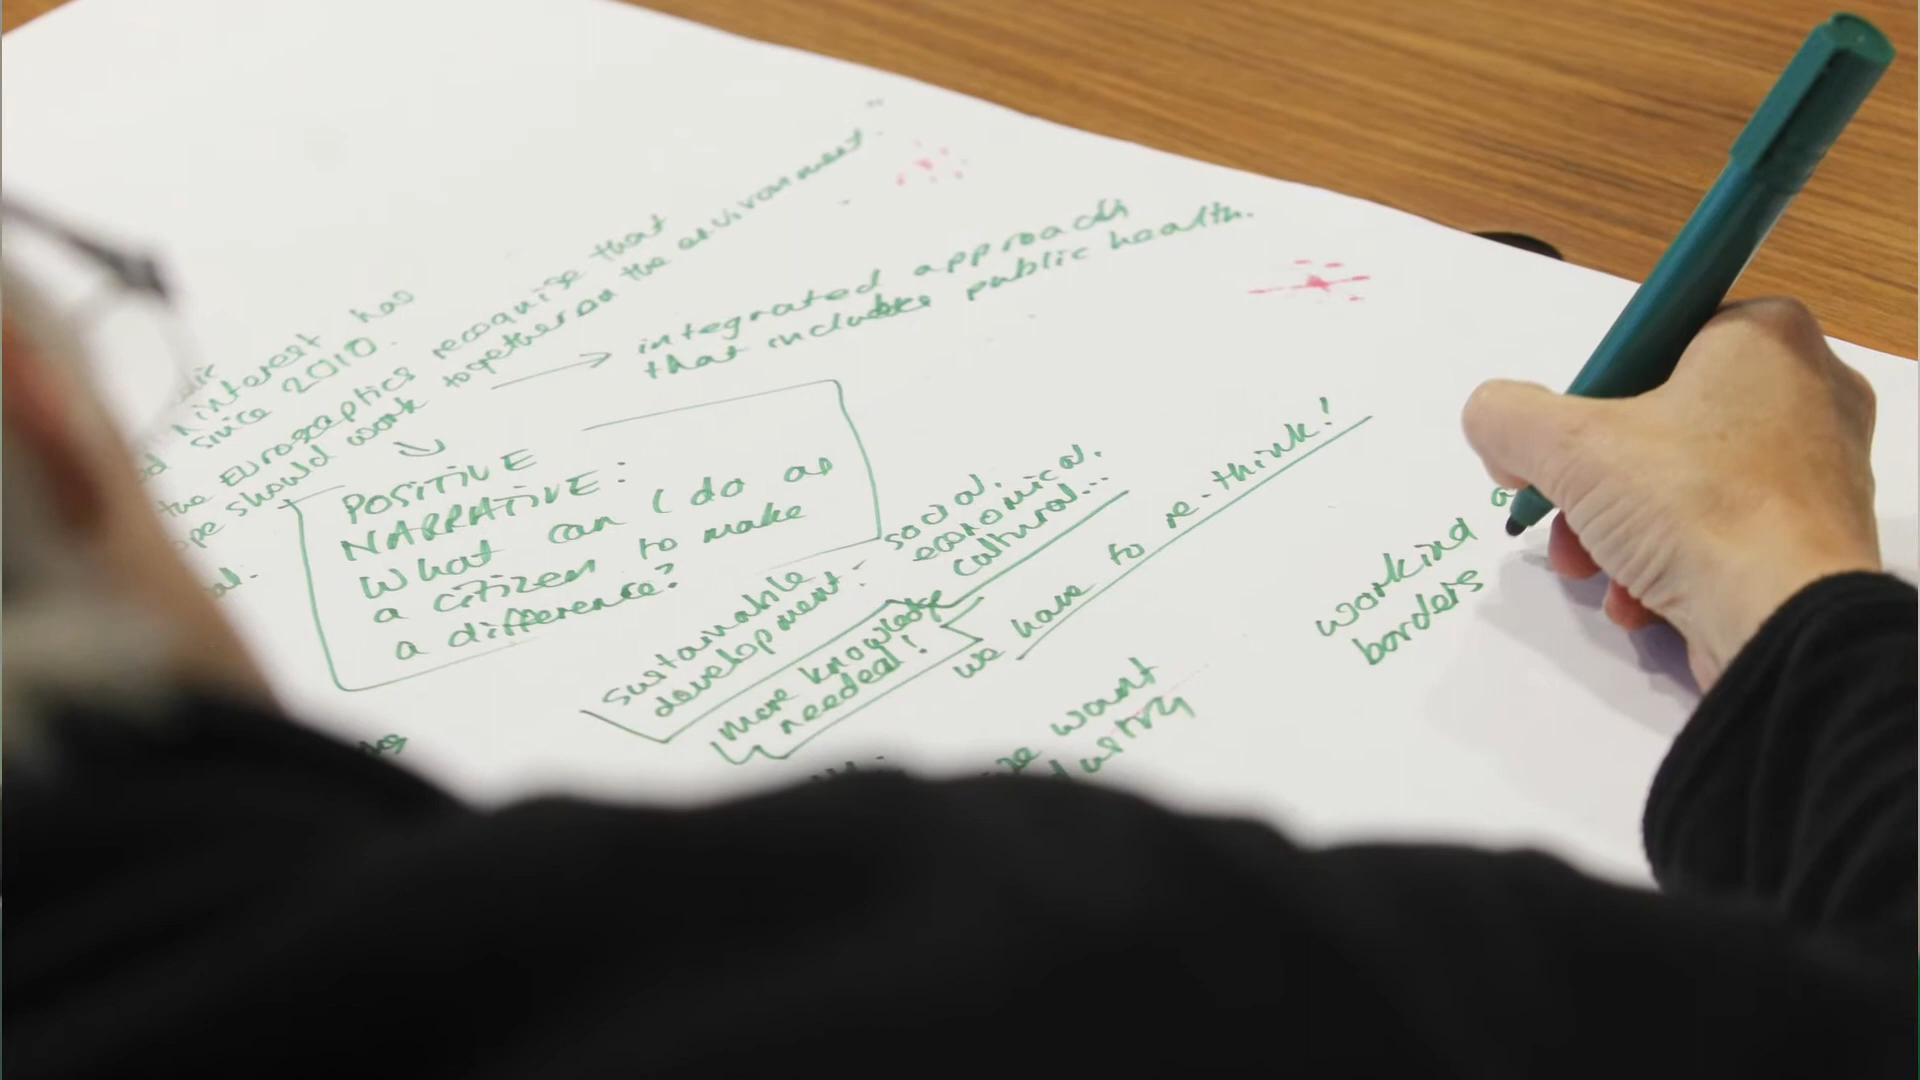 interest has
since 2010.
the Euroseptics recognise that
ope should work together on the environment."
integrated approach
that includes public health.
POSITIVE
NARRATIVE:
What can I do as
a citizen to make
a difference?
sustainable
development:
social.
economical.
cultural...
more knowledge
needed!
we have to re-think!
we want
working a
borders